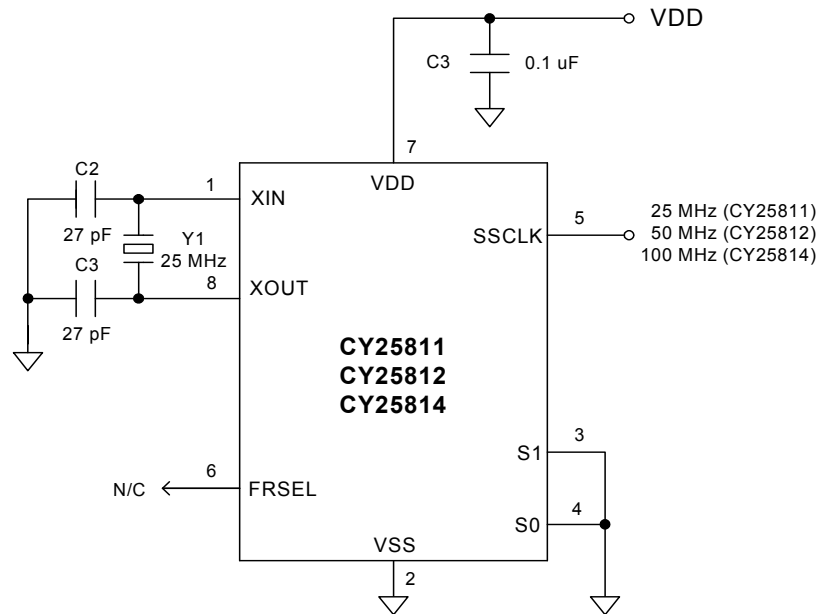 VDD
C3
0.1 uF
7
VDD
C2
27 pF
1
XIN
Y1
25 MHz
C3
27 pF
8
XOUT
5
SSCLK
25 MHz (CY25811)
50 MHz (CY25812)
100 MHz (CY25814)
CY25811
CY25812
CY25814
3
S1
6
N/C
FRSEL
4
S0
VSS
2